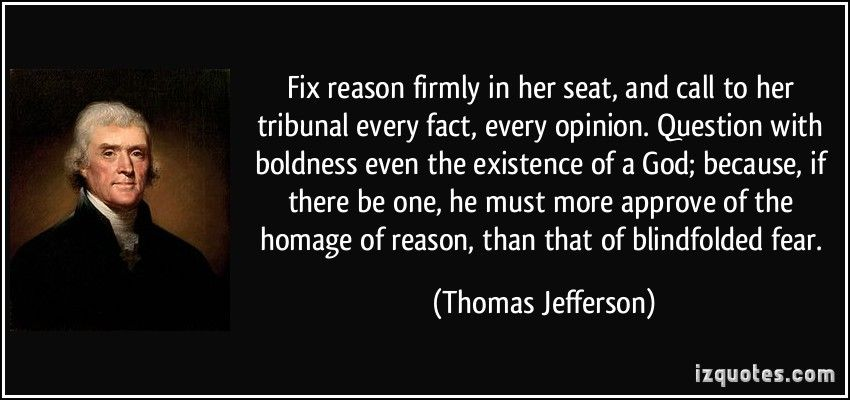 Fix reason firmly in her seat, and call to her
tribunal every fact, every opinion. Question with
boldness even the existence of a God; because, if
there be one, he must more approve of the
homage of reason, than that of blindfolded fear.
(Thomas Jefferson)
izquotes.com